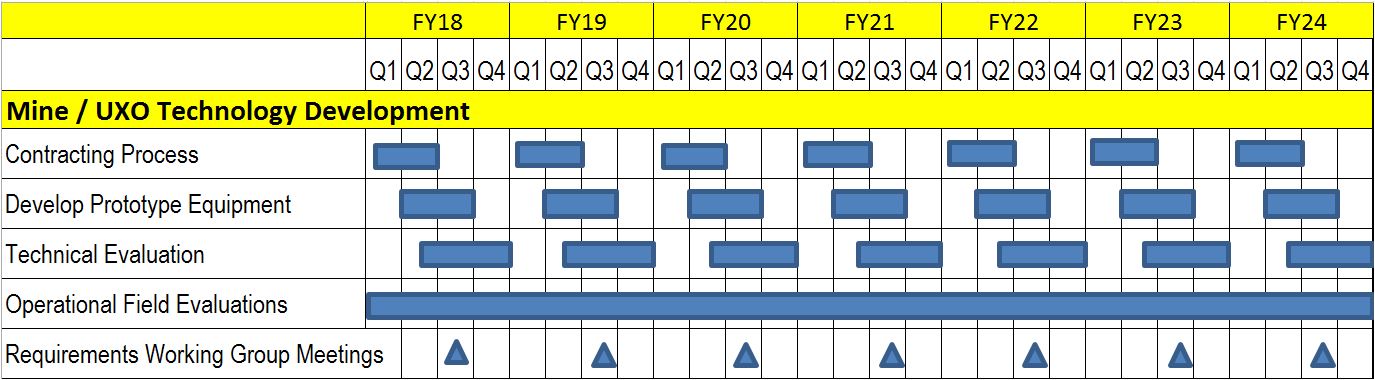 FY18 FY19 FY20 FY21 FY22 FY23 FY24
Q1 Q2 Q3 Q4 Q1 Q2 Q3 Q4 Q1 Q2 Q3 Q4 Q1 Q2 Q3 Q4 Q1 Q2 Q3 Q4 Q1 Q2 Q3 Q4 Q1 Q2 Q3 Q4
Mine / UXO Technology Development
Contracting Process
Develop Prototype Equipment
Technical Evaluation
Operational Field Evaluations
Requirements Working Group Meetings